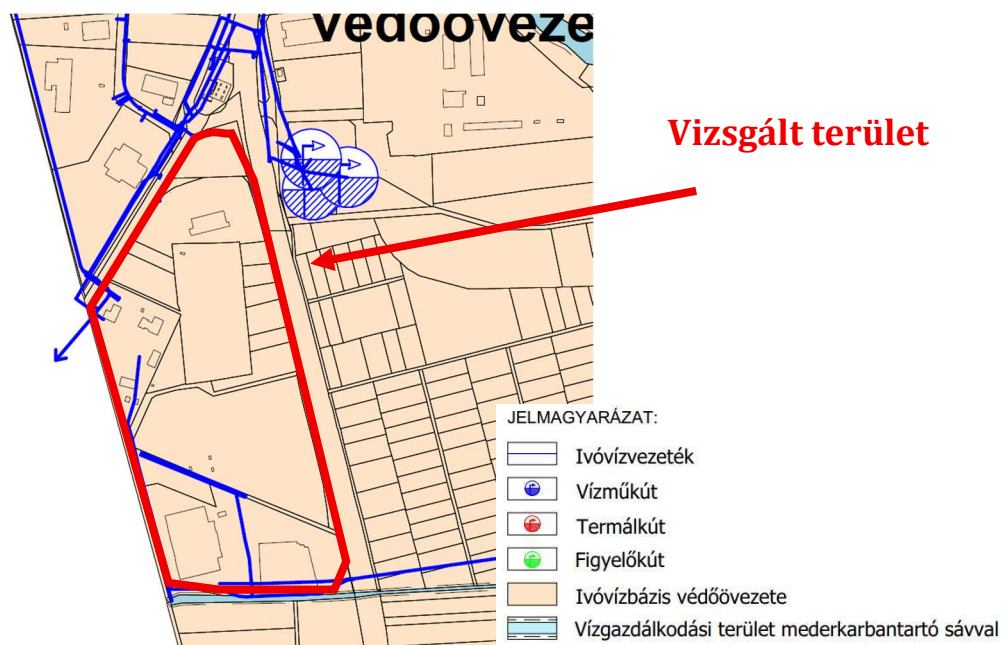 védőöveze
Vizsgált terület
JELMAGYARÁZAT:
Ivóvízvezeték
Vízműkút
Termálkút
Figyelőkút
Ivóvízbázis védőövezete
Vízgazdálkodási terület mederkarbantartó sávval